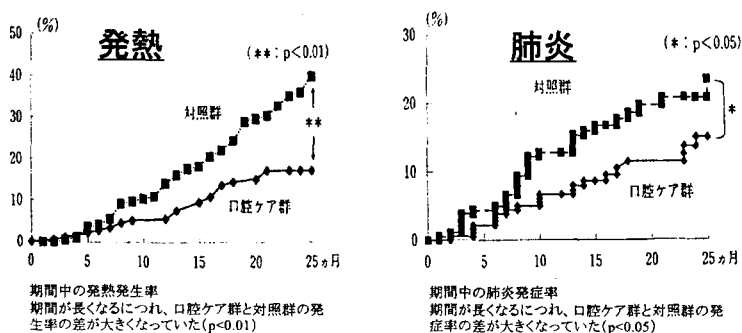 (%)
発熱
(**：p<0.01)
50
40
30
20
10
0
対照群
**
口腔ケア群
0
5
10
15
20
25ヵ月
期間中の発熱発生率
期間が長くなるにつれ、口腔ケア群と対照群の発
生率の差が大きくなっていた(p<0.01)
(%)
肺炎
(*：p<0.05)
30
20
10
0
対照群
*
口腔ケア群
0
5
10
15
20
25ヵ月
期間中の肺炎発症率
期間が長くなるにつれ、口腔ケア群と対照群の発
症率の差が大きくなっていた(p<0.05)